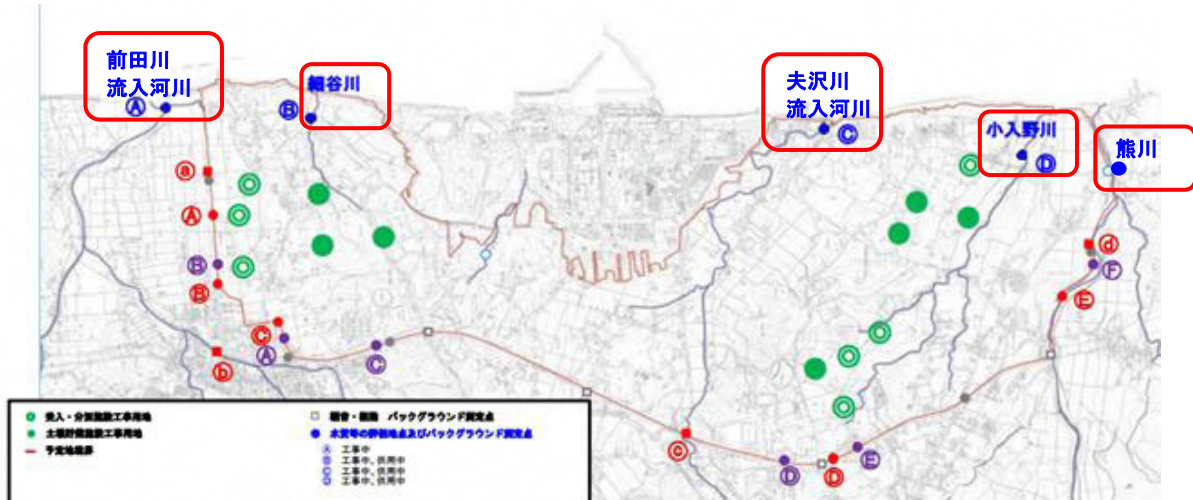 前田川
流入河川
Ⓐ
細谷川
Ⓑ
夫沢川
流入河川
Ⓒ
小入野川
Ⓓ
熊川
ⓐ
Ⓐ
Ⓑ
Ⓑ
Ⓒ
Ⓐ
ⓑ
Ⓒ
ⓒ
Ⓓ
Ⓓ
Ⓔ
ⓓ
Ⓕ
Ⓔ
受入・分別施設工事用地
土壌貯蔵施設工事用地
予定地境界
騒音・振動 バックグラウンド測定点
水質等の評価地点及びバックグラウンド測定点
Ⓐ 工事中
Ⓑ 工事中、供用中
Ⓒ 工事中、供用中
Ⓓ 工事中、供用中